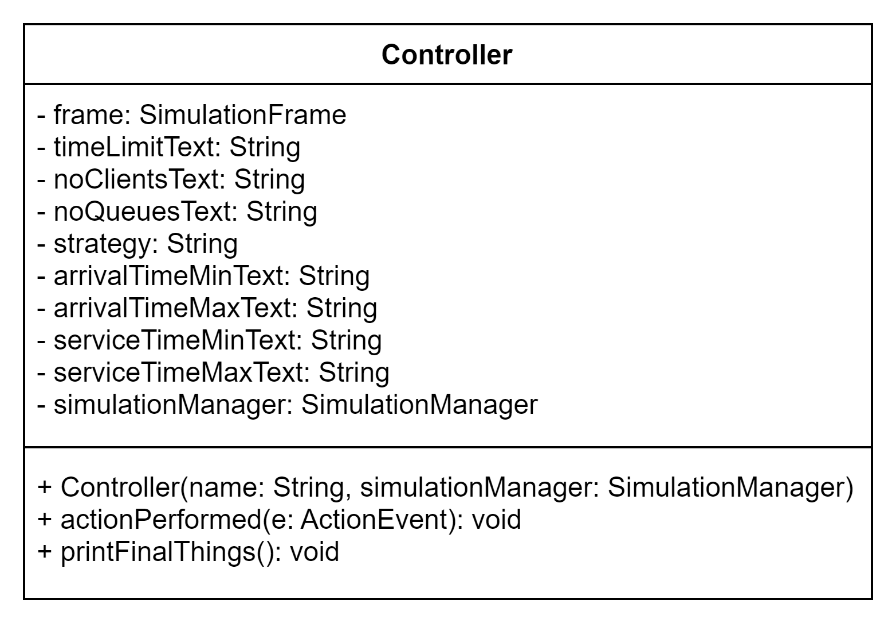 Controller
- frame: SimulationFrame
- timeLimitText: String
- noClientsText: String
- noQueuesText: String
- strategy: String
- arrivalTimeMinText: String
- arrivalTimeMaxText: String
- serviceTimeMinText: String
- serviceTimeMaxText: String
- simulationManager: SimulationManager
+ Controller(name: String, simulationManager: SimulationManager)
+ actionPerformed(e: ActionEvent): void
+ printFinalThings(): void